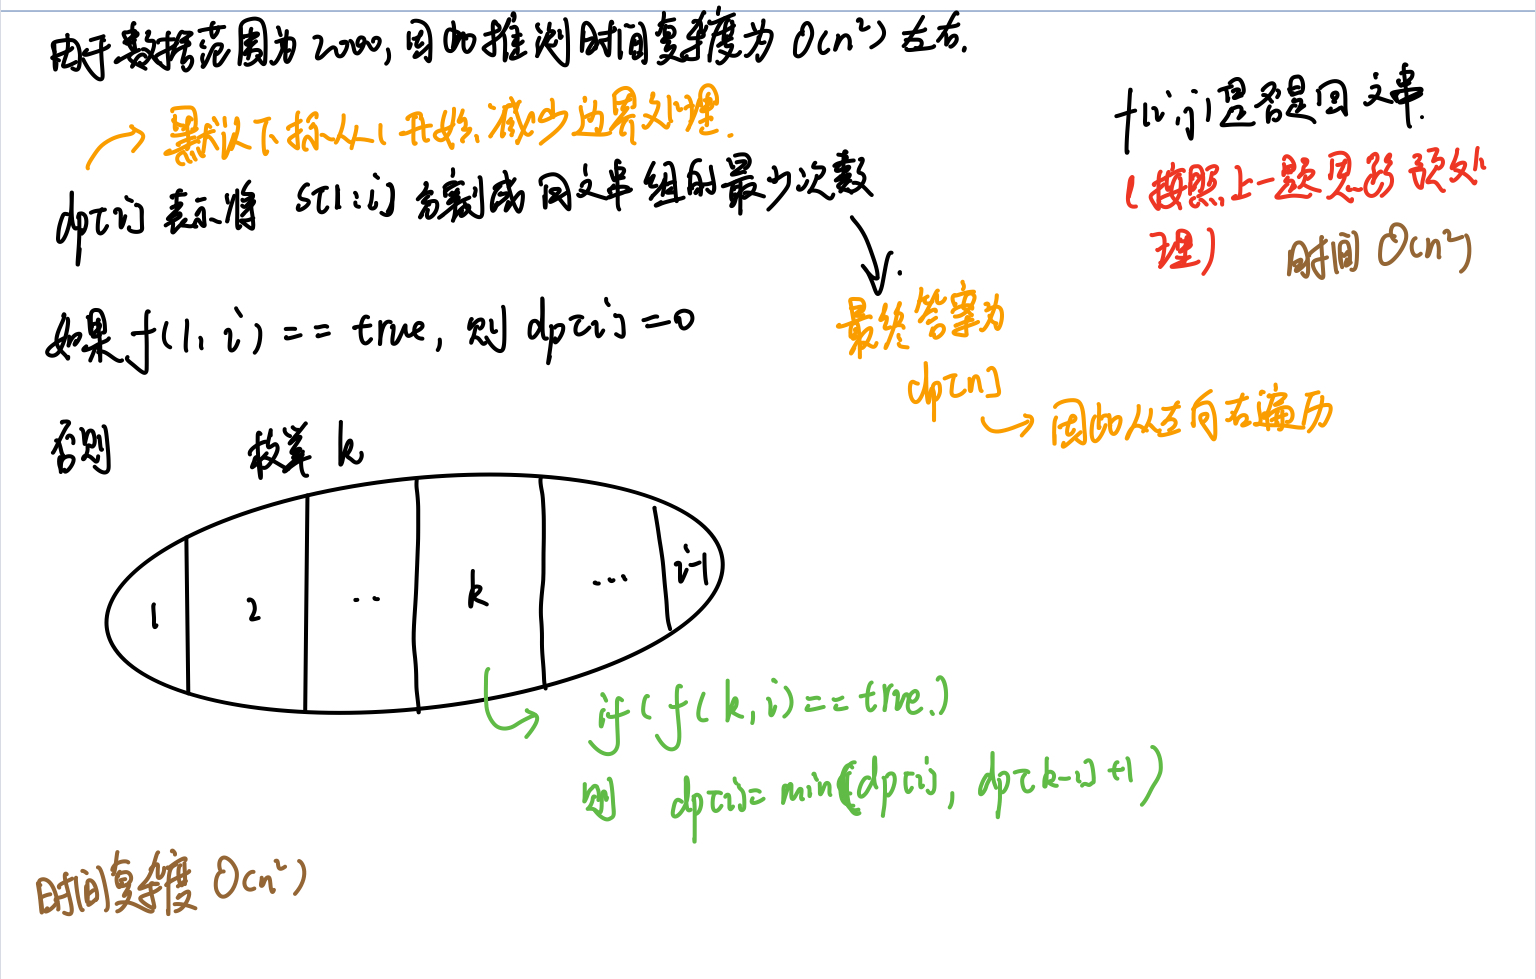 由于数据范围为2000,因此推测时间复杂度为 O(n²) 左右.
默认下标从1开始,减少边界处理.
dp[i] 表示将 s[1:i] 分割成回文串组的最少次数
f(i,j)是否是回文串.
(按照上一题思路预处
理)
时间 O(n²)
最终答案为
dp[n]
因此从左向右遍历
如果 f(1, i) == true, 则 dp[i] = 0
否则 枚举 k
1 2 .. k ... i-1
if ( f( k, i) == true.)
则 dp[i] = min(dp[i], dp[k-1]+1)
时间复杂度 O(n²)